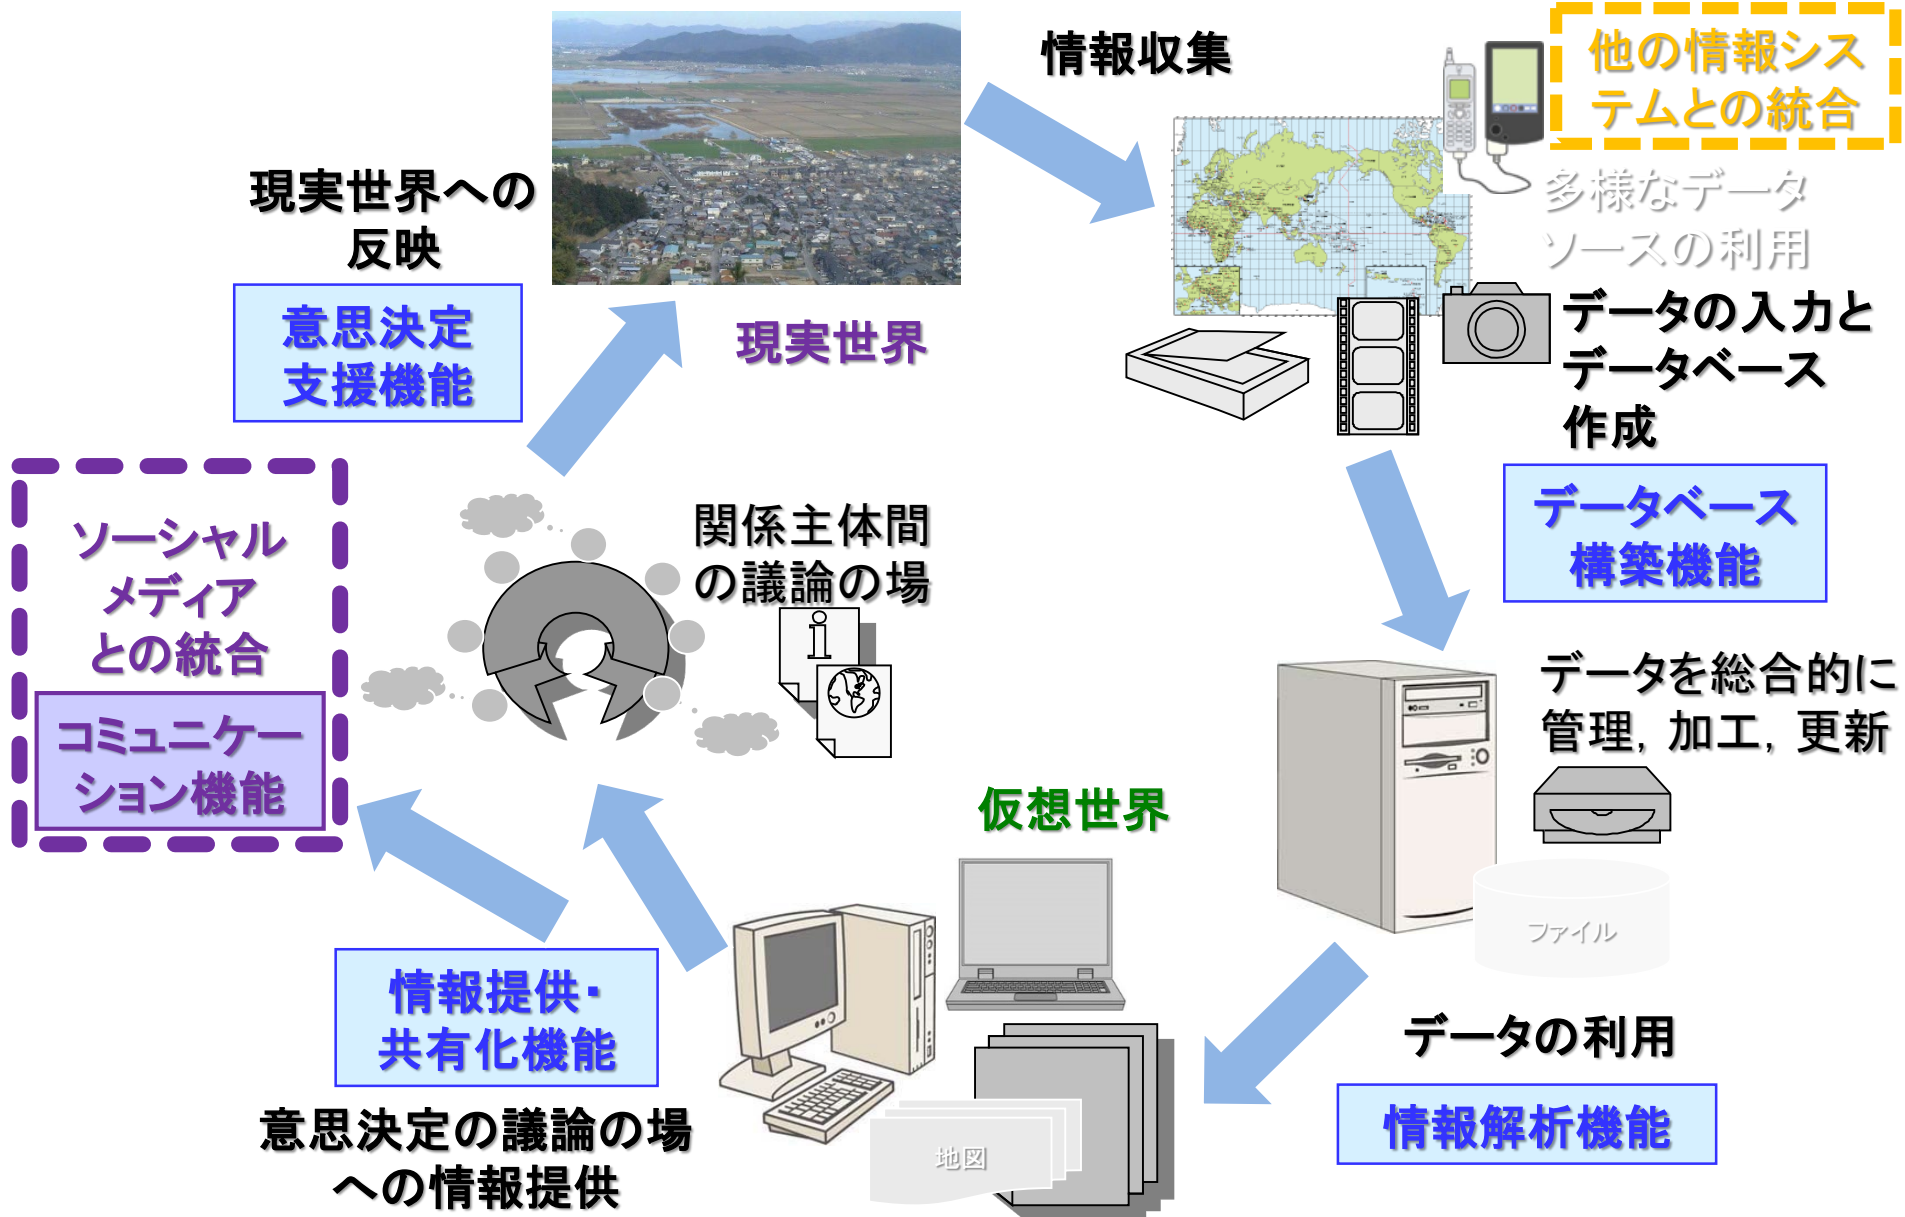 情報収集
他の情報シス
テムとの統合
多様なデータ
ソースの利用
現実世界への
反映
意思決定
支援機能
現実世界
データの入力と
データベース
作成
データベース
構築機能
ソーシャル
メディア
との統合
コミュニケー
ション機能
関係主体間
の議論の場
i
データを総合的に
管理，加工，更新
ファイル
仮想世界
情報提供・
共有化機能
意思決定の議論の場
への情報提供
地図
データの利用
情報解析機能